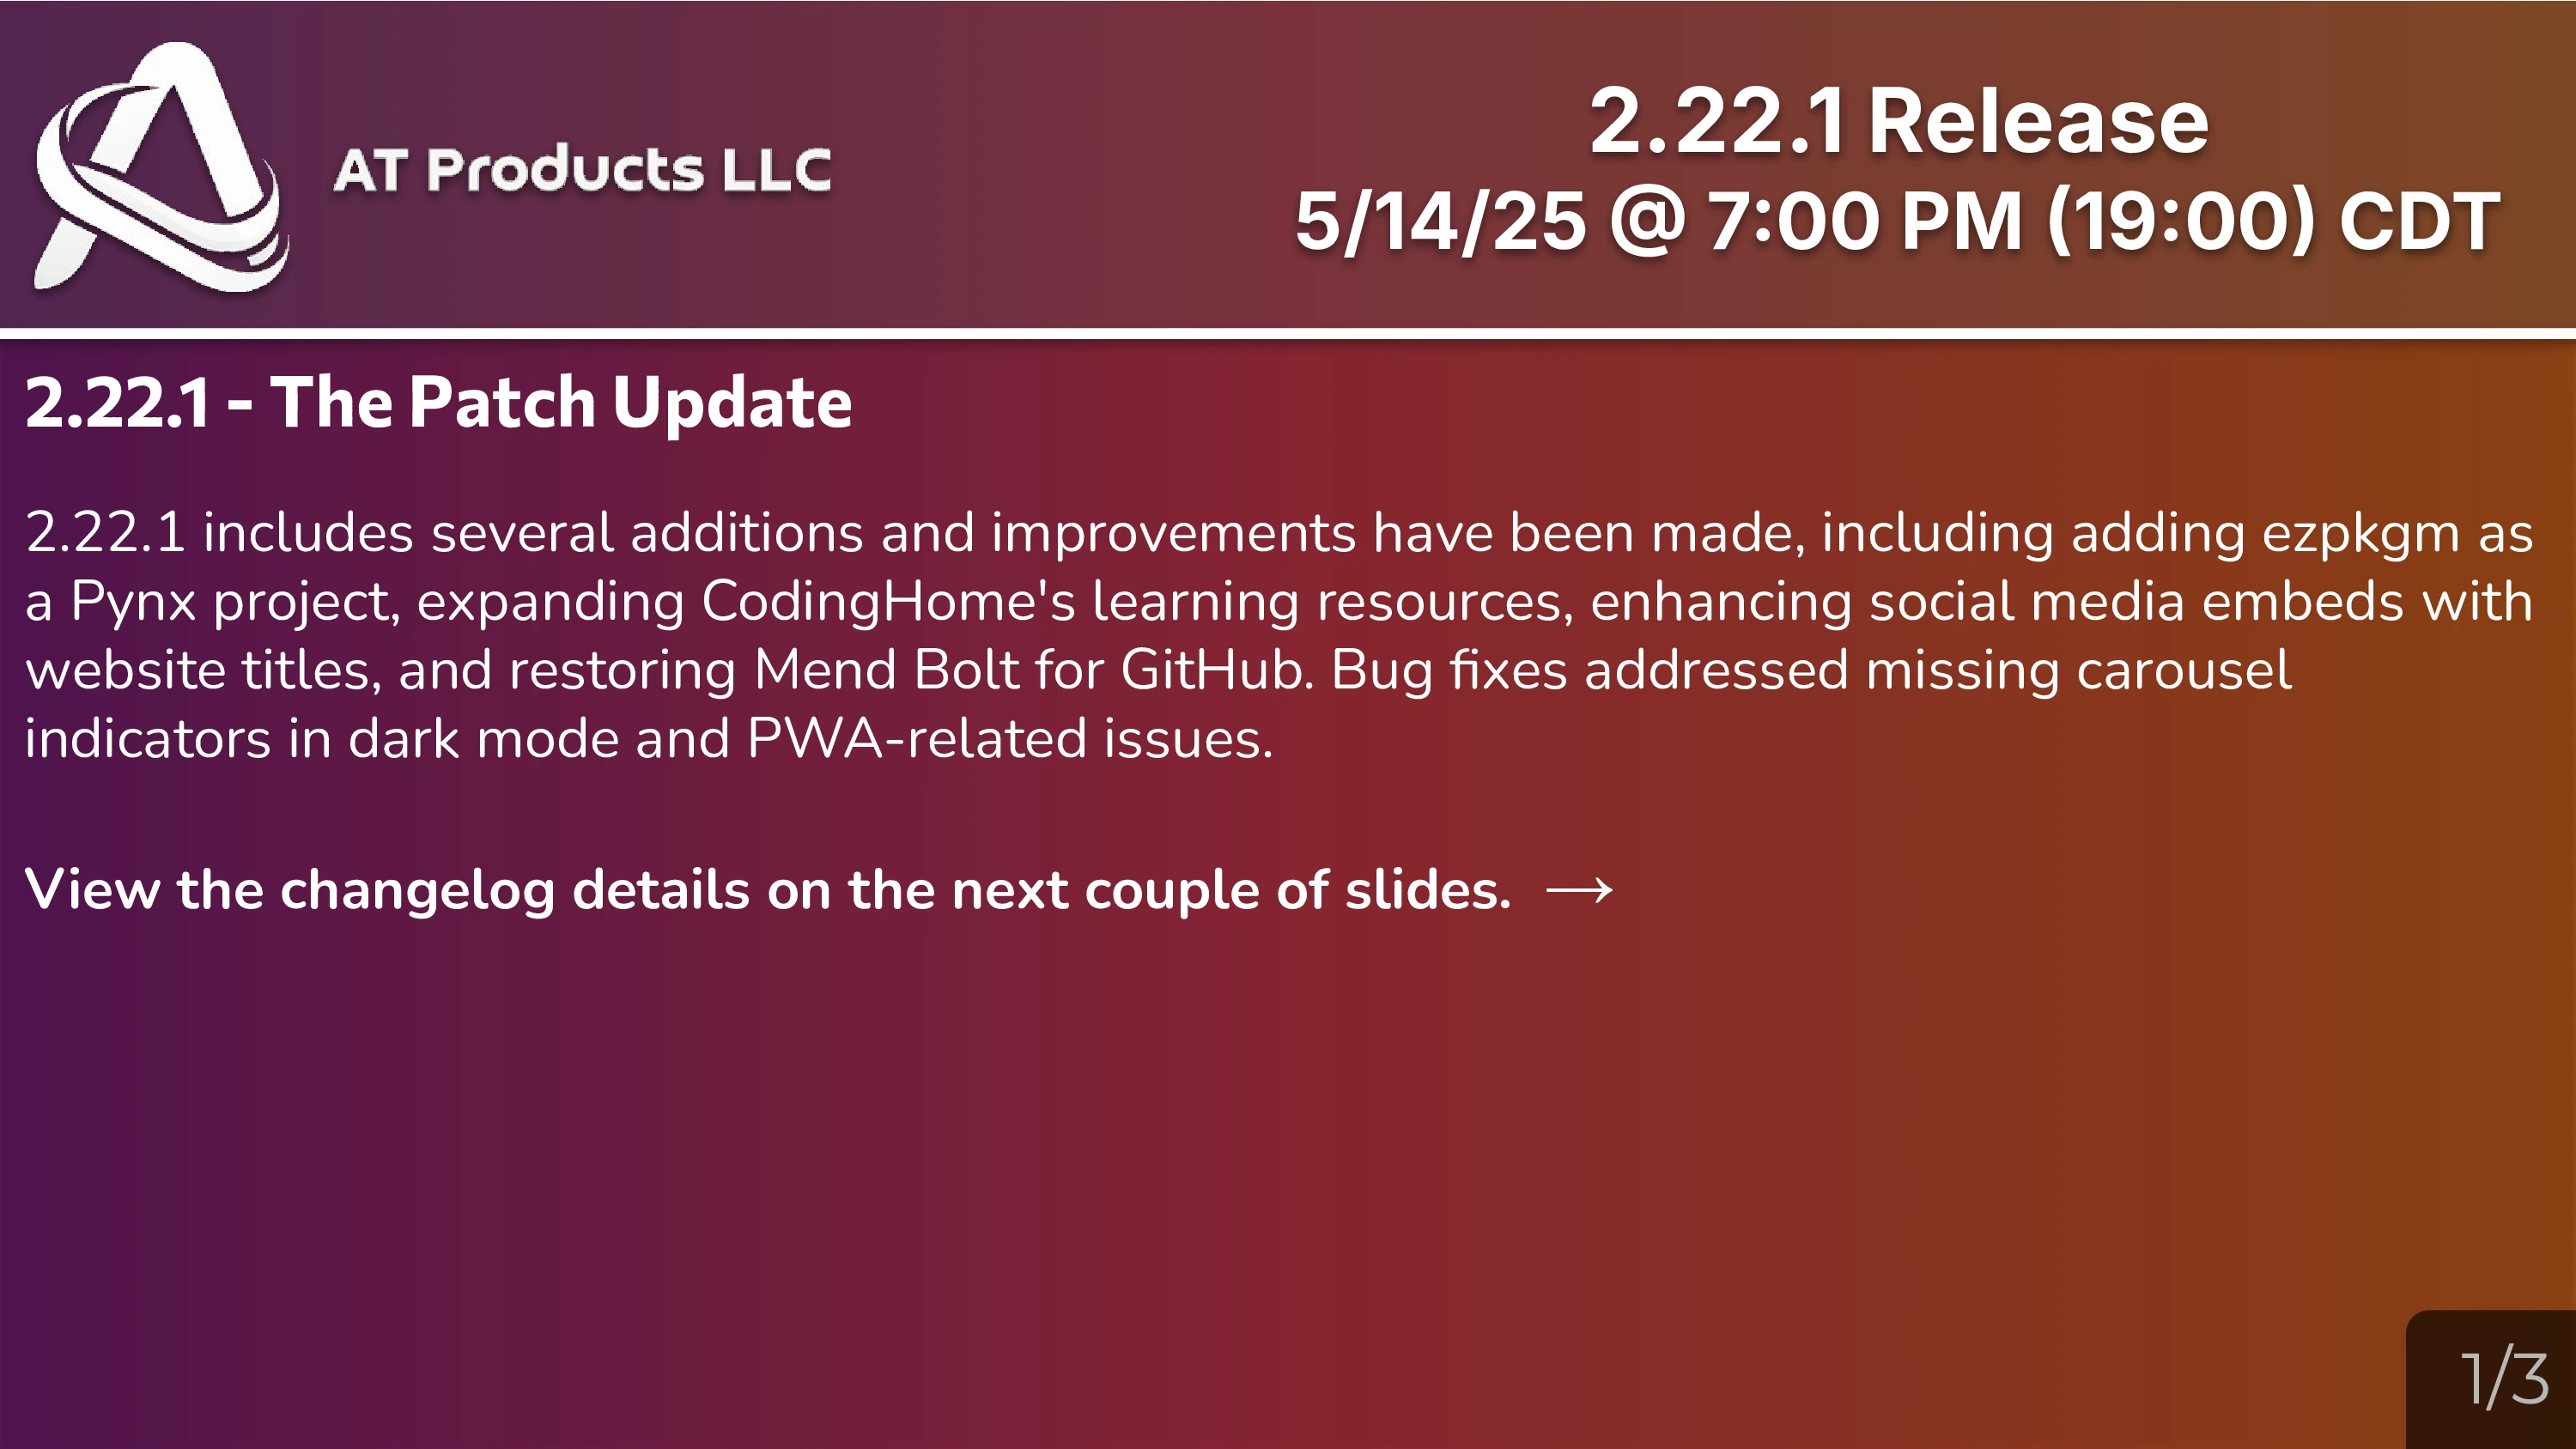 AT Products LLC
2.22.1 Release
5/14/25 @ 7:00 PM (19:00) CDT
2.22.1 - The Patch Update
2.22.1 includes several additions and improvements have been made, including adding ezpkgm as
a Pynx project, expanding CodingHome's learning resources, enhancing social media embeds with
website titles, and restoring Mend Bolt for GitHub. Bug fixes addressed missing carousel
indicators in dark mode and PWA-related issues.
View the changelog details on the next couple of slides. →
1/3